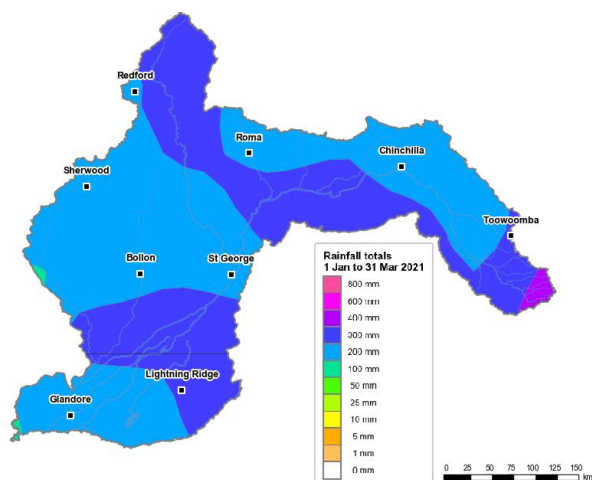 Redford
Roma
Chinchilla
Sherwood
Toowoomba
Bollon
St George
Lightning Ridge
Glandore
Rainfall totals
1 Jan to 31 Mar 2021
800 mm
600 mm
400 mm
300 mm
200 mm
100 mm
50 mm
25 mm
10 mm
5 mm
1 mm
0 mm
0 25 50 75 100 125 150
km